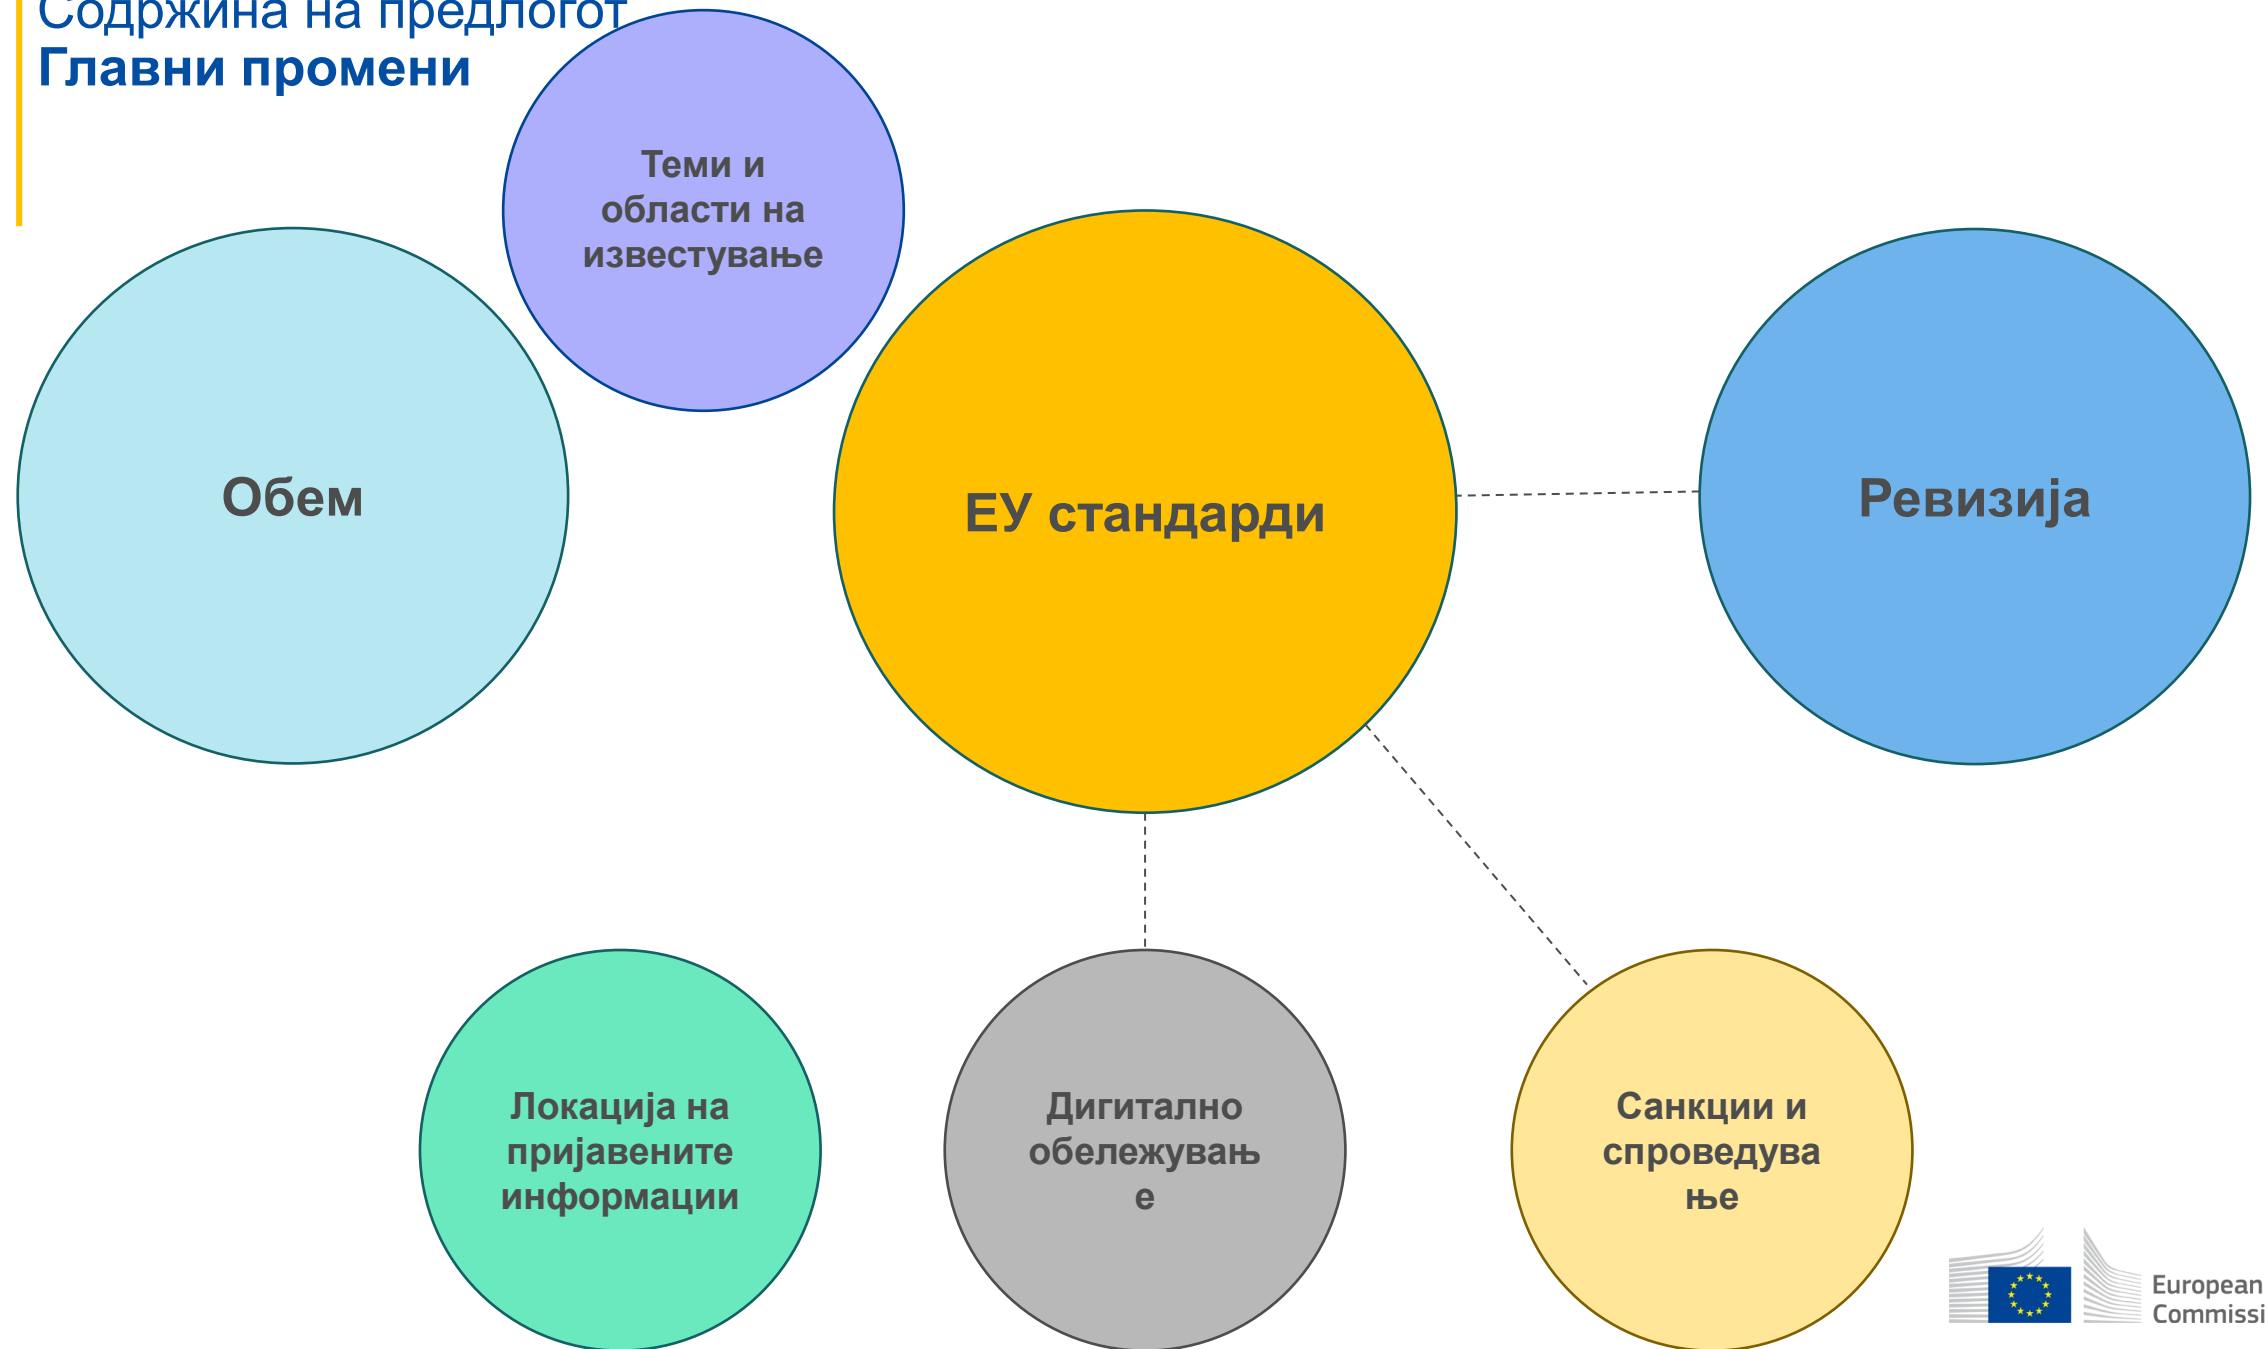 Содржина на предлогот
Главни промени
Теми и
области на
известување
Обем
ЕУ стандарди
Ревизија
Локација на
пријавените
информации
Дигитално
обележувањ
е
Санкции и
спроведува
ње
European
Commissi